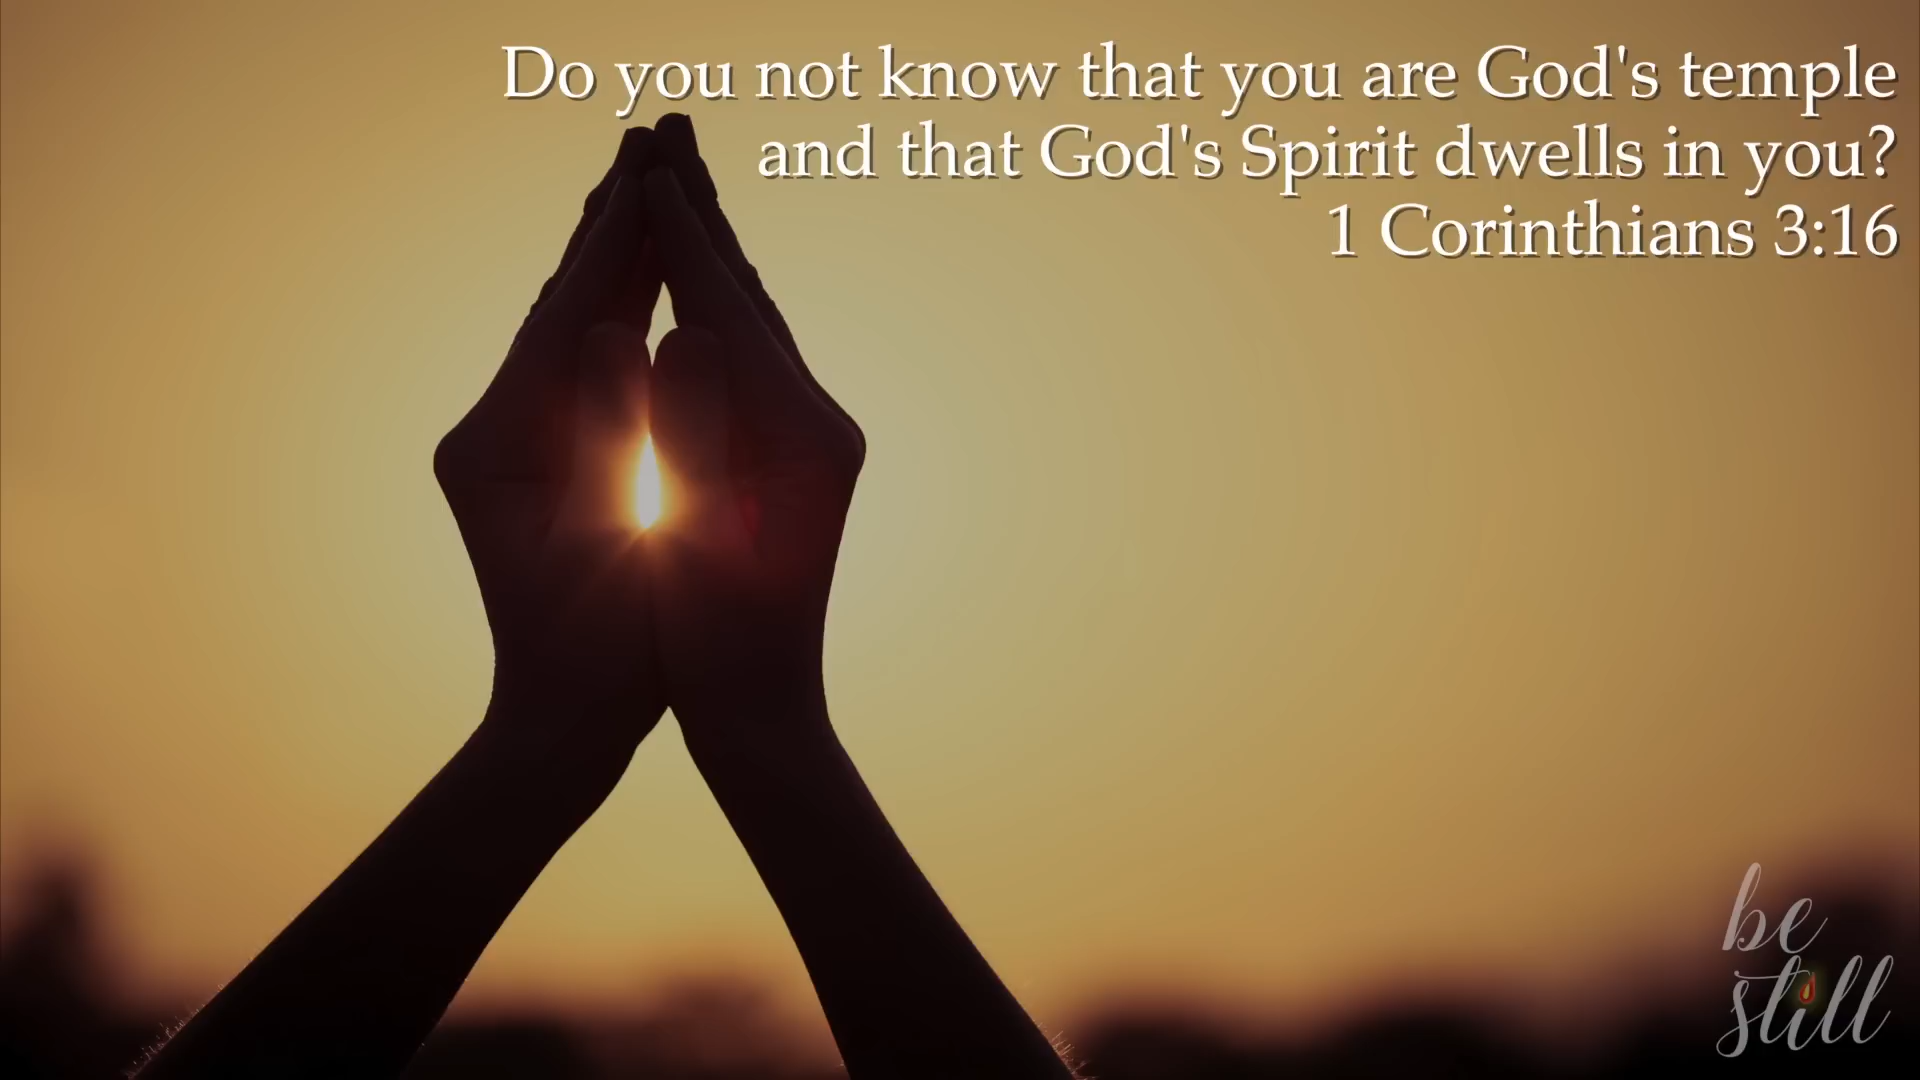 Do you not know that you are God's temple
and that God's Spirit dwells in you?
1 Corinthians 3:16
be
still